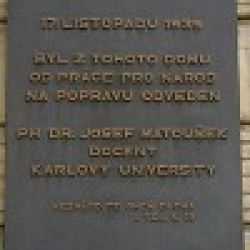 17. LISTOPADU 1939
BYL Z TOHOTO DOMU
OD PRÁCE PRO NÁROD
NA POPRAVU ODVEDEN
PH DR. JOSEF MATOUŠEK
DOCENT
KARLOVY UNIVERSITY